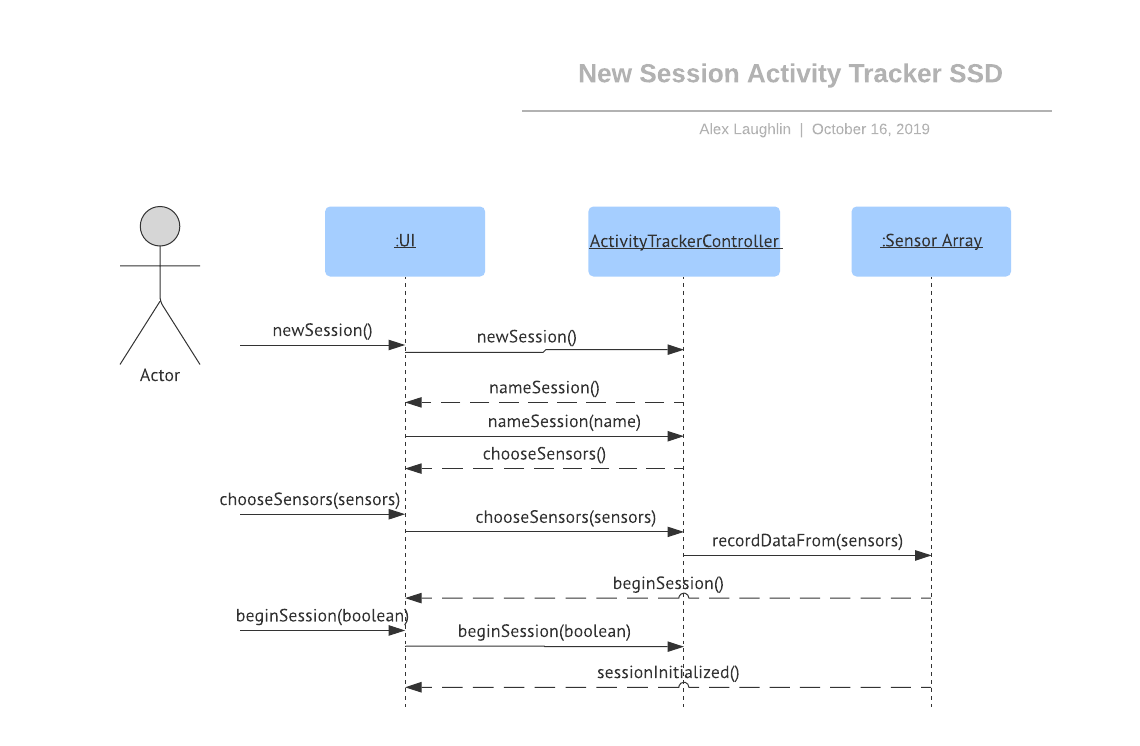 New Session Activity Tracker SSD
Alex Laughlin | October 16, 2019
:UI
ActivityTrackerController
:Sensor Array
newSession()
newSession()
Actor
nameSession()
nameSession(name)
chooseSensors()
chooseSensors(sensors)
chooseSensors(sensors)
recordDataFrom(sensors)
beginSession()
beginSession(boolean)
beginSession(boolean)
sessionInitialized()